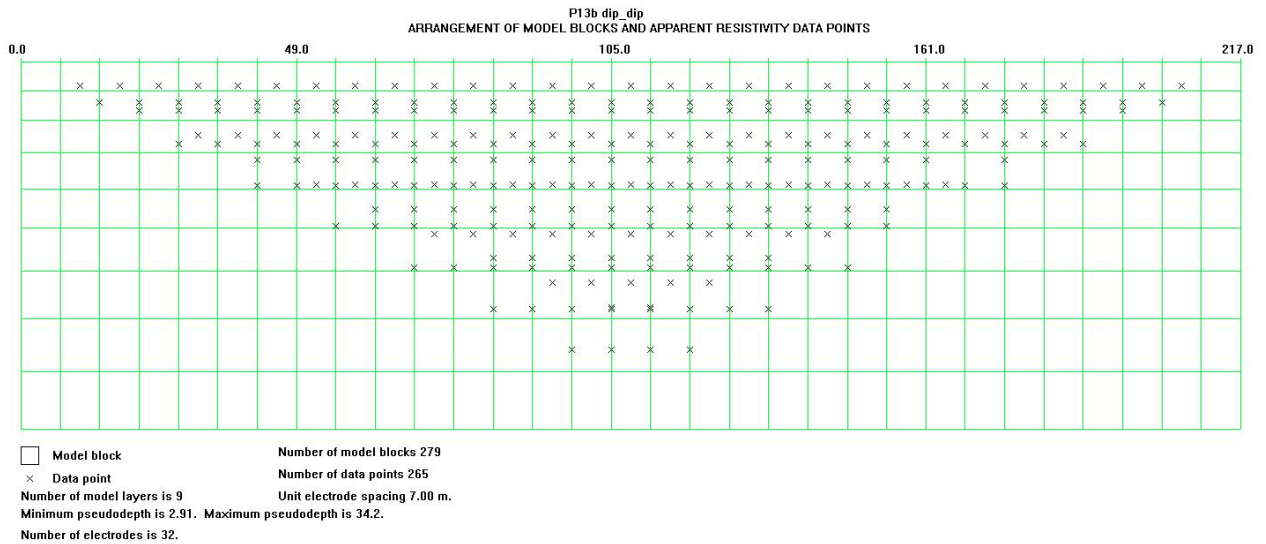 P13b dip_dip
ARRANGEMENT OF MODEL BLOCKS AND APPARENT RESISTIVITY DATA POINTS
0.0 49.0 105.0 161.0 217.0
Model block Number of model blocks 279
Data point Number of data points 265
Number of model layers is 9 Unit electrode spacing 7.00 m.
Minimum pseudodepth is 2.91. Maximum pseudodepth is 34.2.
Number of electrodes is 32.